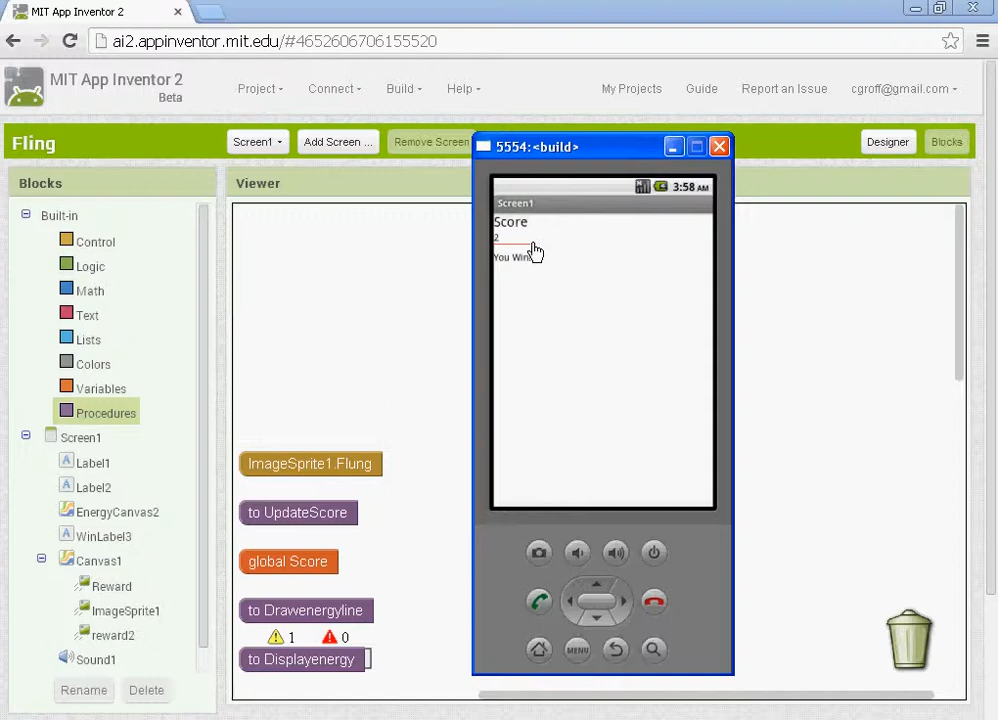 MIT App Inventor 2
ai2.appinventor.mit.edu/#4652606706155520
MIT App Inventor 2
Beta
Project
Connect
Build
Help
My Projects
Guide
Report an Issue
cgroff@gmail.com
Fling
Screen1
Add Screen ...
Remove Screen
Designer
Blocks
Blocks
Viewer
Built-in
Control
Logic
Math
Text
Lists
Colors
Variables
Procedures
Screen1
Label1
Label2
EnergyCanvas2
WinLabel3
Canvas1
Reward
ImageSprite1
reward2
Sound1
Rename
Delete
ImageSprite1.Flung
to UpdateScore
global Score
to Drawenergyline
1
0
to Displayenergy
5554:<build>
3:58 AM
Screen1
Score
2
You Win
MENU